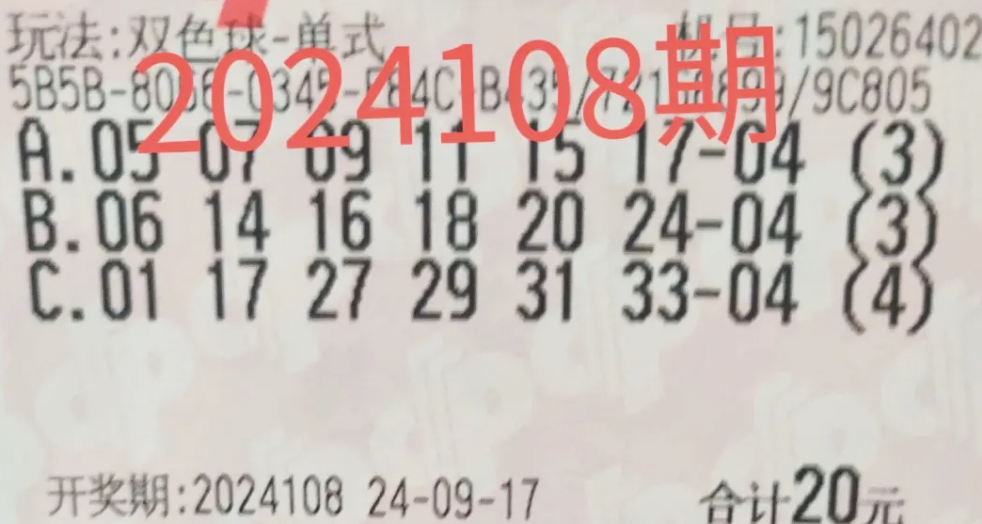 玩法:双色球-单式 机号:15026402
2024108期
/9C805
A.05 07 09 11 15 17-04 (3)
B.06 14 16 18 20 24-04 (3)
C.01 17 27 29 31 33-04 (4)
开奖期:2024108 24-09-17 合计20元